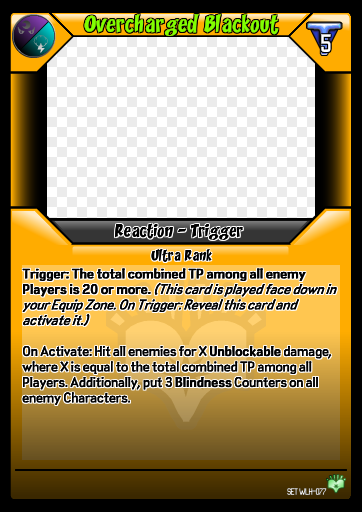 Overcharged Blackout
5
Reaction - Trigger
Ultra Rank
Trigger: The total combined TP among all enemy
Players is 20 or more. (This card is played face down in
your Equip Zone. On Trigger: Reveal this card and
activate it.)
On Activate: Hit all enemies for X Unblockable damage,
where X is equal to the total combined TP among all
Players. Additionally, put 3 Blindness Counters on all
enemy Characters.
SET WLH-077